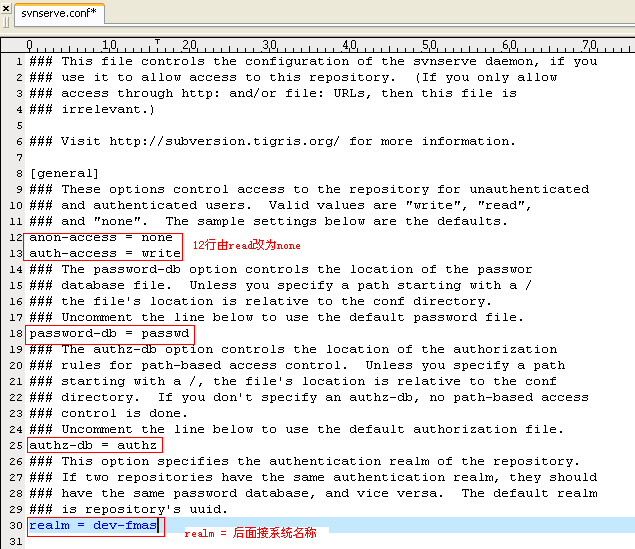 svnserve.conf*
0 10 20 30 40 50 60 70
1 ### This file controls the configuration of the svnserve daemon, if you
2 ### use it to allow access to this repository.  (If you only allow
3 ### access through http: and/or file: URLs, then this file is
4 ### irrelevant.)
5
6 ### Visit http://subversion.tigris.org/ for more information.
7
8 [general]
9 ### These options control access to the repository for unauthenticated
10 ### and authenticated users.  Valid values are "write", "read",
11 ### and "none".  The sample settings below are the defaults.
12 anon-access = none
12行由read改为none
13 auth-access = write
14 ### The password-db option controls the location of the passwor
15 ### database file.  Unless you specify a path starting with a /
16 ### the file's location is relative to the conf directory.
17 ### Uncomment the line below to use the default password file.
18 password-db = passwd
19 ### The authz-db option controls the location of the authorization
20 ### rules for path-based access control.  Unless you specify a path
21 ### starting with a /, the file's location is relative to the conf
22 ### directory.  If you don't specify an authz-db, no path-based access
23 ### control is done.
24 ### Uncomment the line below to use the default authorization file.
25 authz-db = authz
26 ### This option specifies the authentication realm of the repository.
27 ### If two repositories have the same authentication realm, they should
28 ### have the same password database, and vice versa.  The default realm
29 ### is repository's uuid.
30 realm = dev-fmas
realm = 后面接系统名称
31